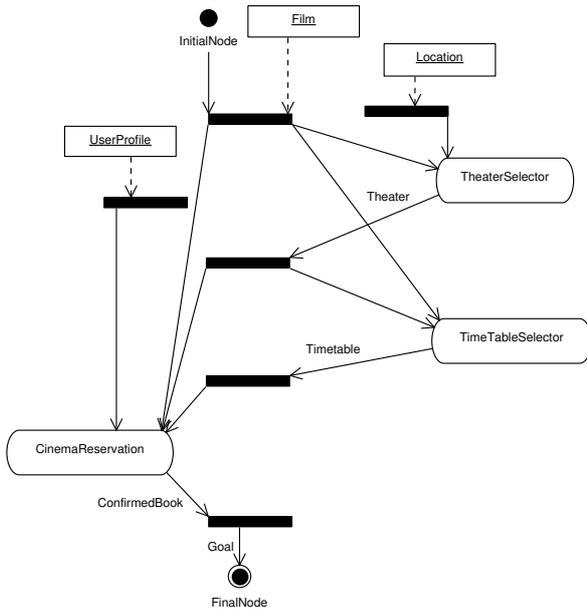 Film
InitialNode
Location
UserProfile
TheaterSelector
Theater
TimeTableSelector
Timetable
CinemaReservation
ConfirmedBook
Goal
FinalNode